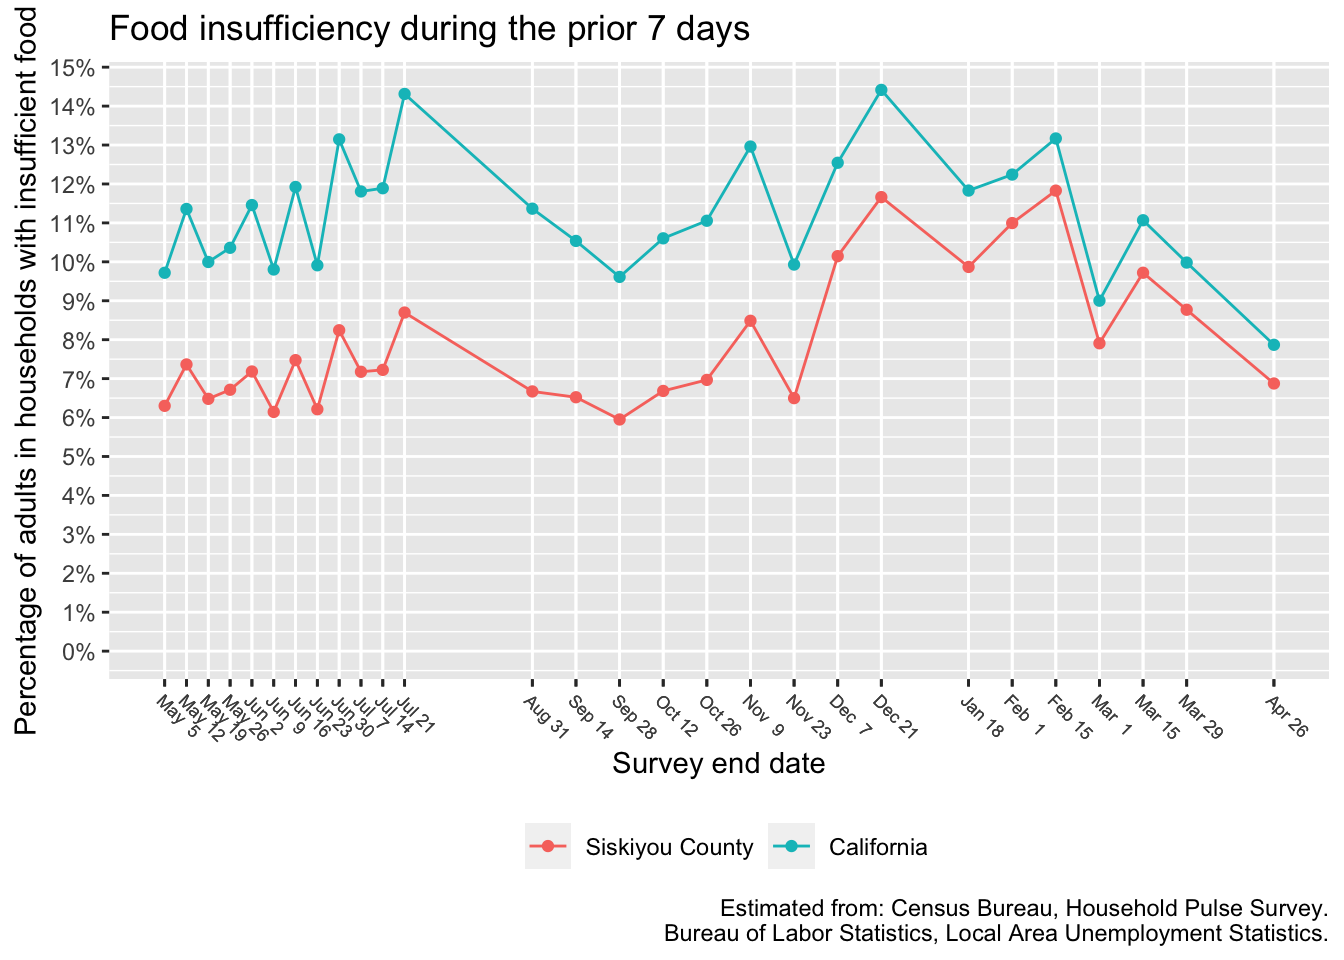 Food insufficiency during the prior 7 days
Percentage of adults in households with insufficient food
15%
14%
13%
12%
11%
10%
9%
8%
7%
6%
5%
4%
3%
2%
1%
0%
May 5
May 12
May 19
May 26
Jun 2
Jun 9
Jun 16
Jun 23
Jun 30
Jul 7
Jul 14
Jul 21
Aug 31
Sep 14
Sep 28
Oct 12
Oct 26
Nov 9
Nov 23
Dec 7
Dec 21
Jan 18
Feb 1
Feb 15
Mar 1
Mar 15
Mar 29
Apr 26
Survey end date
Siskiyou County
California
Estimated from: Census Bureau, Household Pulse Survey.
Bureau of Labor Statistics, Local Area Unemployment Statistics.